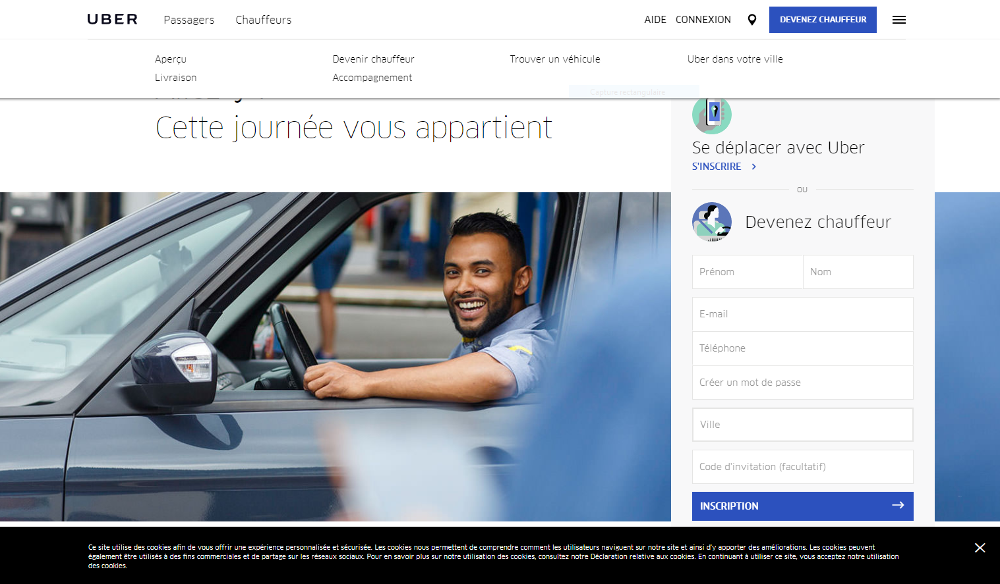 UBER
Passagers
Chauffeurs
AIDE
CONNEXION
DEVENEZ CHAUFFEUR
Aperçu
Devenir chauffeur
Trouver un véhicule
Uber dans votre ville
Livraison
Accompagnement
Capture rectangulaire
Cette journée vous appartient
Se déplacer avec Uber
S'INSCRIRE
OU
Devenez chauffeur
Prénom
Nom
E-mail
Téléphone
Créer un mot de passe
Ville
Code d'invitation (facultatif)
INSCRIPTION
Ce site utilise des cookies afin de vous offrir une expérience personnalisée et sécurisée. Les cookies nous permettent de comprendre comment les utilisateurs naviguent sur notre site et ainsi d'y apporter des améliorations. Les cookies peuvent
également être utilisés à des fins commerciales et de partage sur les réseaux sociaux. Pour en savoir plus sur notre utilisation des cookies, consultez notre Déclaration relative aux cookies. En continuant à utiliser ce site, vous acceptez notre utilisation
des cookies.